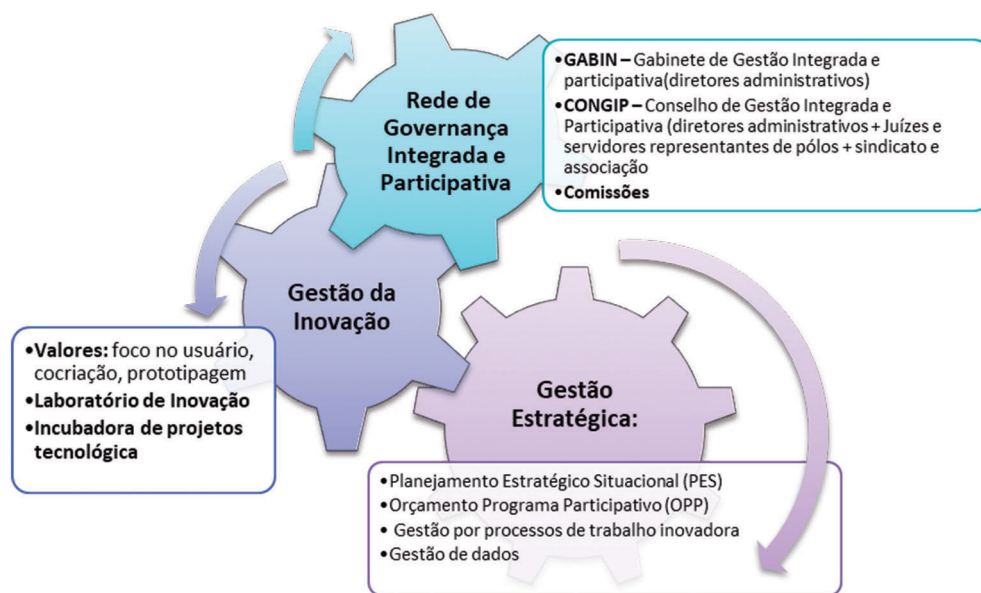 Rede de
Governança
Integrada e
Participativa
•GABIN – Gabinete de Gestão Integrada e
participativa(diretores administrativos)
•CONGIP – Conselho de Gestão Integrada e
Participativa (diretores administrativos + Juízes e
servidores representantes de pólos + sindicato e
associação
•Comissões
Gestão da
Inovação
•Valores: foco no usuário,
cocriação, prototipagem
•Laboratório de Inovação
•Incubadora de projetos
tecnológica
Gestão
Estratégica:
•Planejamento Estratégico Situacional (PES)
•Orçamento Programa Participativo (OPP)
• Gestão por processos de trabalho inovadora
•Gestão de dados